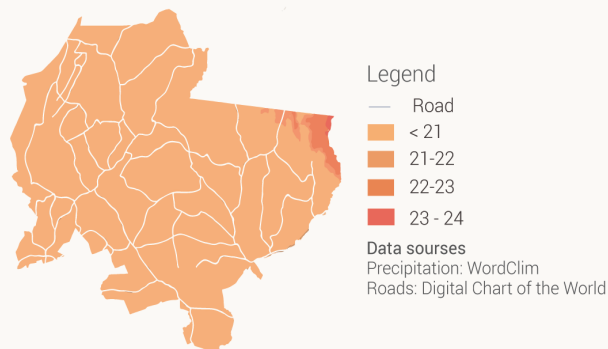 Legend
Road
< 21
21-22
22-23
23 - 24
Data sourses
Precipitation: WordClim
Roads: Digital Chart of the World